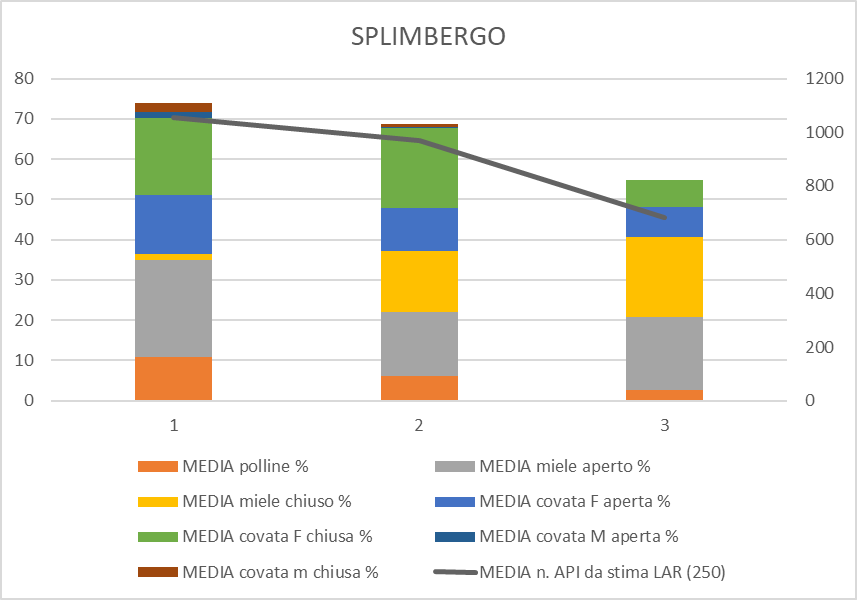 SPLIMBERGO
80 1200
70 1000
60
50 800
40 600
30 400
20
10 200
0 0
1 2 3
MEDIA polline % MEDIA miele aperto %
MEDIA miele chiuso % MEDIA covata F aperta %
MEDIA covata F chiusa % MEDIA covata M aperta %
MEDIA covata m chiusa % MEDIA n. API da stima LAR (250)